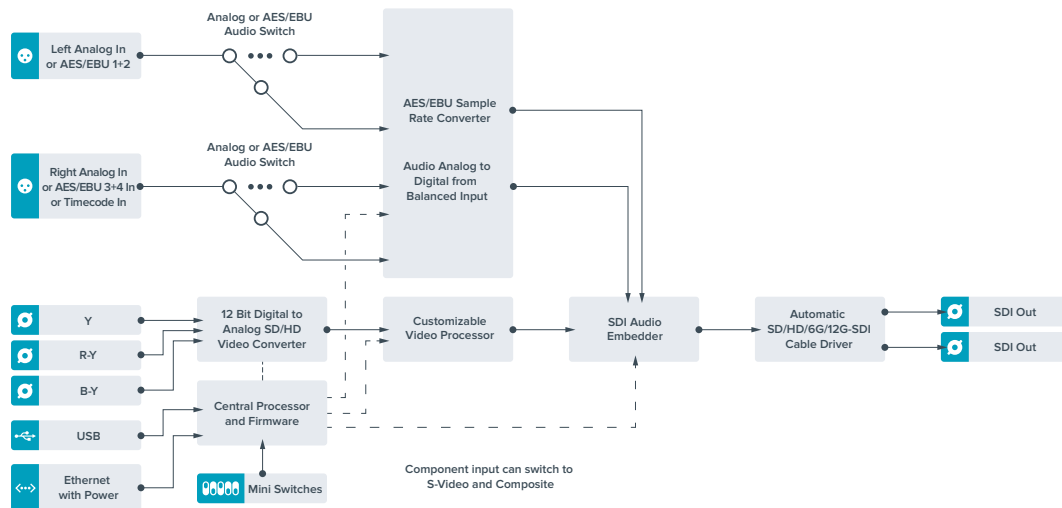 Analog or AES/EBU
Audio Switch
Left Analog In
or AES/EBU 1+2
AES/EBU Sample
Rate Converter
Analog or AES/EBU
Audio Switch
Right Analog In
or AES/EBU 3+4 In
or Timecode In
Audio Analog to
Digital from
Balanced Input
Y
R-Y
B-Y
12 Bit Digital to
Analog SD/HD
Video Converter
Customizable
Video Processor
SDI Audio
Embedder
Automatic
SD/HD/6G/12G-SDI
Cable Driver
SDI Out
SDI Out
USB
Central Processor
and Firmware
Ethernet
with Power
Mini Switches
Component input can switch to
S-Video and Composite